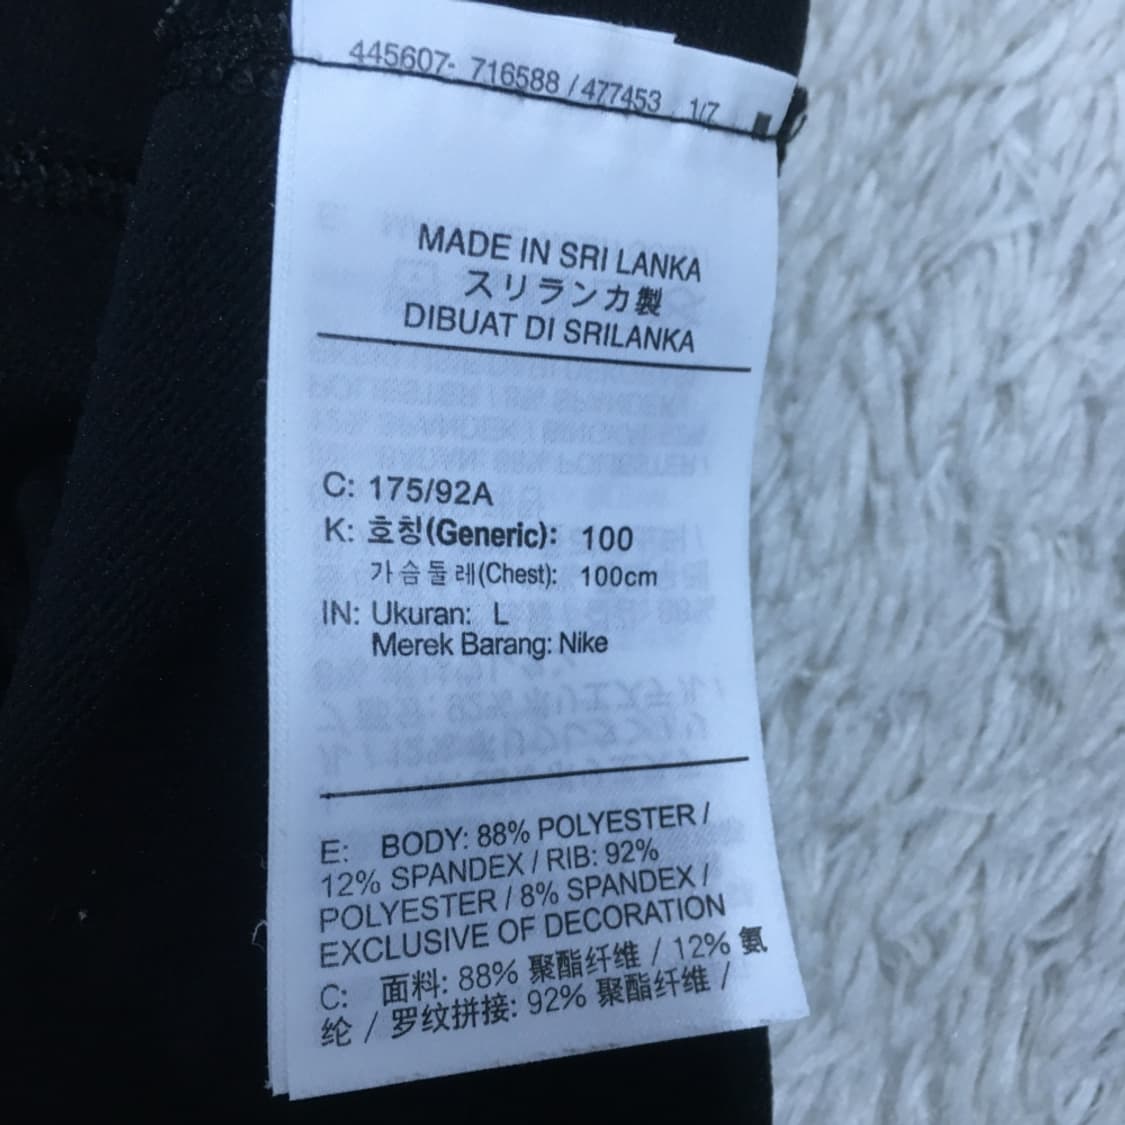 445607- 716588 / 477453 1/7
MADE IN SRI LANKA
スリランカ製
DIBUAT DI SRILANKA
C: 175/92A
K: 호칭(Generic): 100
가슴둘레(Chest): 100cm
IN: Ukuran: L
Merek Barang: Nike
E: BODY: 88% POLYESTER /
12% SPANDEX / RIB: 92%
POLYESTER / 8% SPANDEX /
EXCLUSIVE OF DECORATION
C: 面料: 88% 聚酯纤维 / 12% 氨
纶 / 罗纹拼接: 92% 聚酯纤维 /